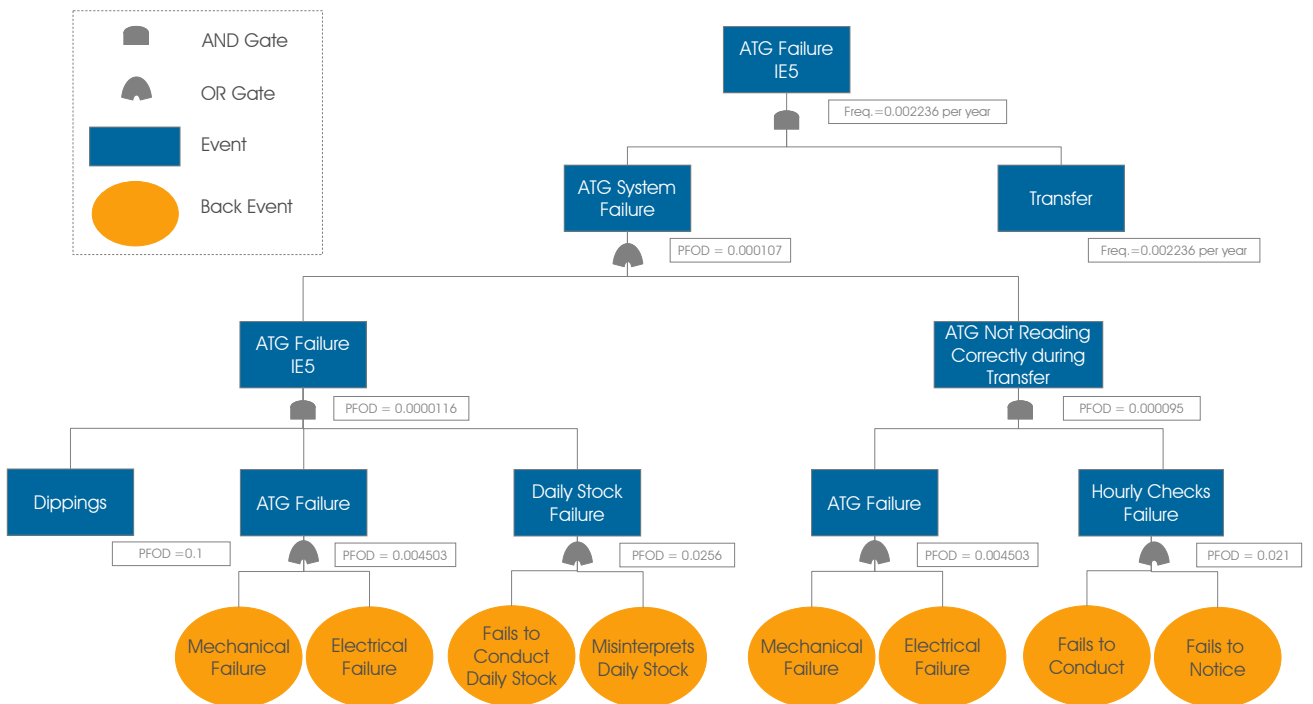 AND Gate
OR Gate
Event
Back Event
ATG Failure
IE5
Freq.=0.002236 per year
ATG System
Failure
Transfer
PFOD = 0.000107
Freq.=0.002236 per year
ATG Failure
IE5
ATG Not Reading
Correctly during
Transfer
PFOD = 0.0000116
PFOD = 0.000095
Dippings
ATG Failure
Daily Stock
Failure
ATG Failure
Hourly Checks
Failure
PFOD =0.1
PFOD = 0.004503
PFOD = 0.0256
PFOD = 0.004503
PFOD = 0.021
Mechanical
Failure
Electrical
Failure
Fails to
Conduct
Daily Stock
Misinterprets
Daily Stock
Mechanical
Failure
Electrical
Failure
Fails to
Conduct
Fails to
Notice